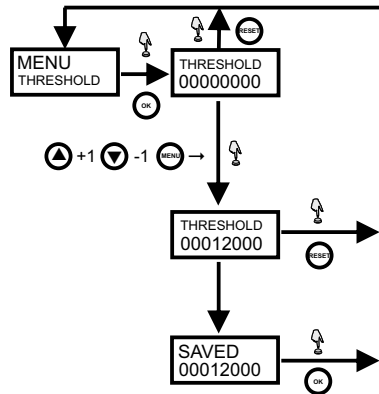 RESET
MENU
THRESHOLD
THRESHOLD
00000000
OK
+1 -1 MENU →
THRESHOLD
00012000
RESET
SAVED
00012000
OK